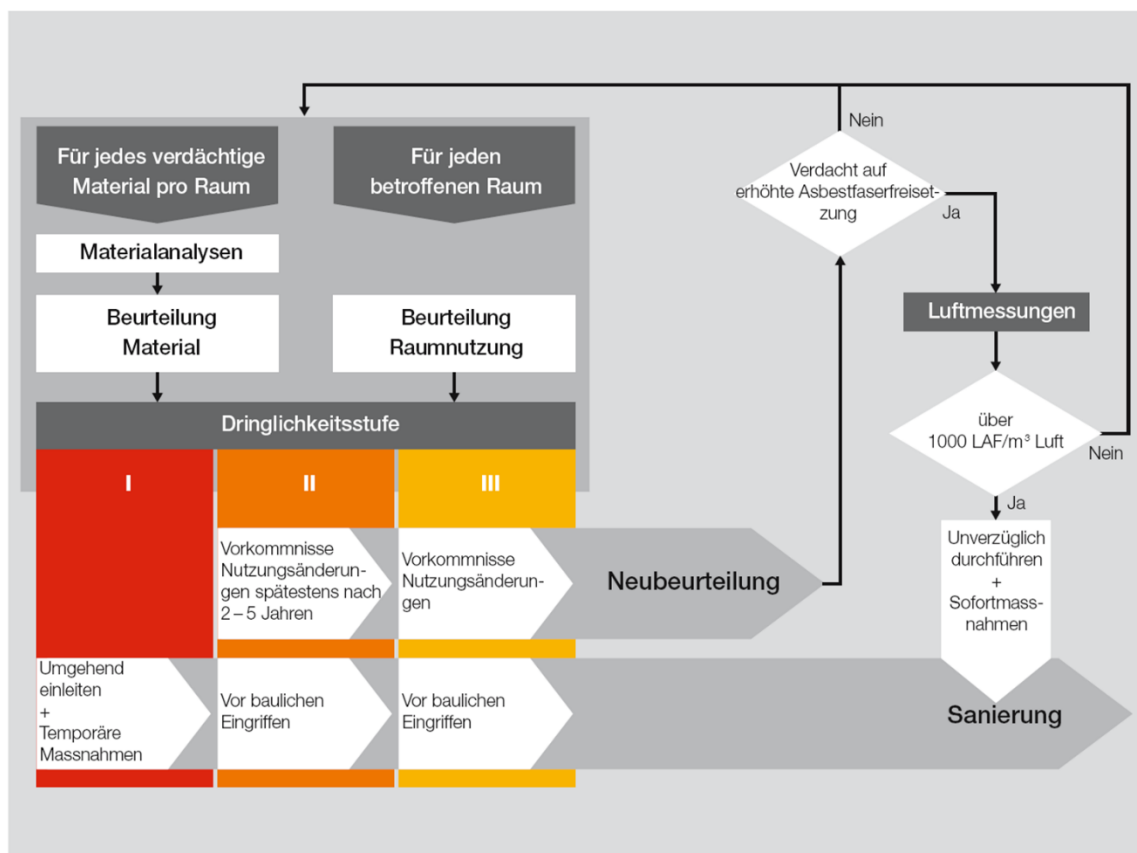 Für jedes verdächtige
Material pro Raum
Für jeden
betroffenen Raum
Materialanalysen
Beurteilung
Material
Beurteilung
Raumnutzung
Dringlichkeitsstufe
I
II
III
Vorkommnisse
Nutzungsänderun-
gen spätestens nach
2 – 5 Jahren
Vorkommnisse
Nutzungsänderun-
gen
Neubeurteilung
Umgehend
einleiten
+
Temporäre
Massnahmen
Vor baulichen
Eingriffen
Vor baulichen
Eingriffen
Sanierung
Nein
Verdacht auf
erhöhte Asbestfaserfreiset-
zung
Ja
Luftmessungen
über
1000 LAF/m³ Luft
Nein
Ja
Unverzüglich
durchführen
+
Sofortmass-
nahmen